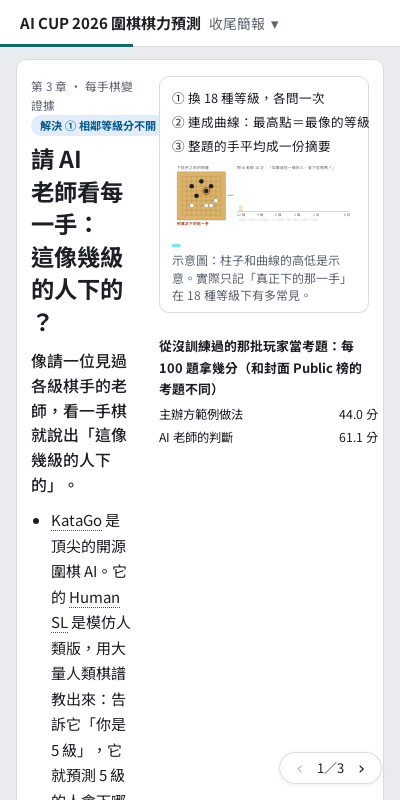 AI CUP 2026 圍棋棋力預測 收尾簡報 ▾
第 3 章 · 每手棋變
證據
解決 ① 相鄰等級分不開
請 AI
老師看每
一手：
這像幾級
的人下的
？
像請一位見過
各級棋手的老
師，看一手棋
就說出「這像
幾級的人下
的」。
• KataGo 是
頂尖的開源
圍棋 AI。它
的 Human
SL 是模仿人
類版，用大
量人類棋譜
教出來：告
訴它「你是
5 級」，它
就預測 5 級
① 換 18 種等級，各問一次
② 連成曲線：最高點＝最像的等級
③ 整題的手平均成一份摘要
示意圖：柱子和曲線的高低是示
意。實際只記「真正下的那一手」
在 18 種等級下有多常見。
從沒訓練過的那批玩家當考題：每
100 題拿幾分（和封面 Public 榜的
考題不同）
主辦方範例做法 44.0 分
AI 老師的判斷 61.1 分
‹ 1／3 ›